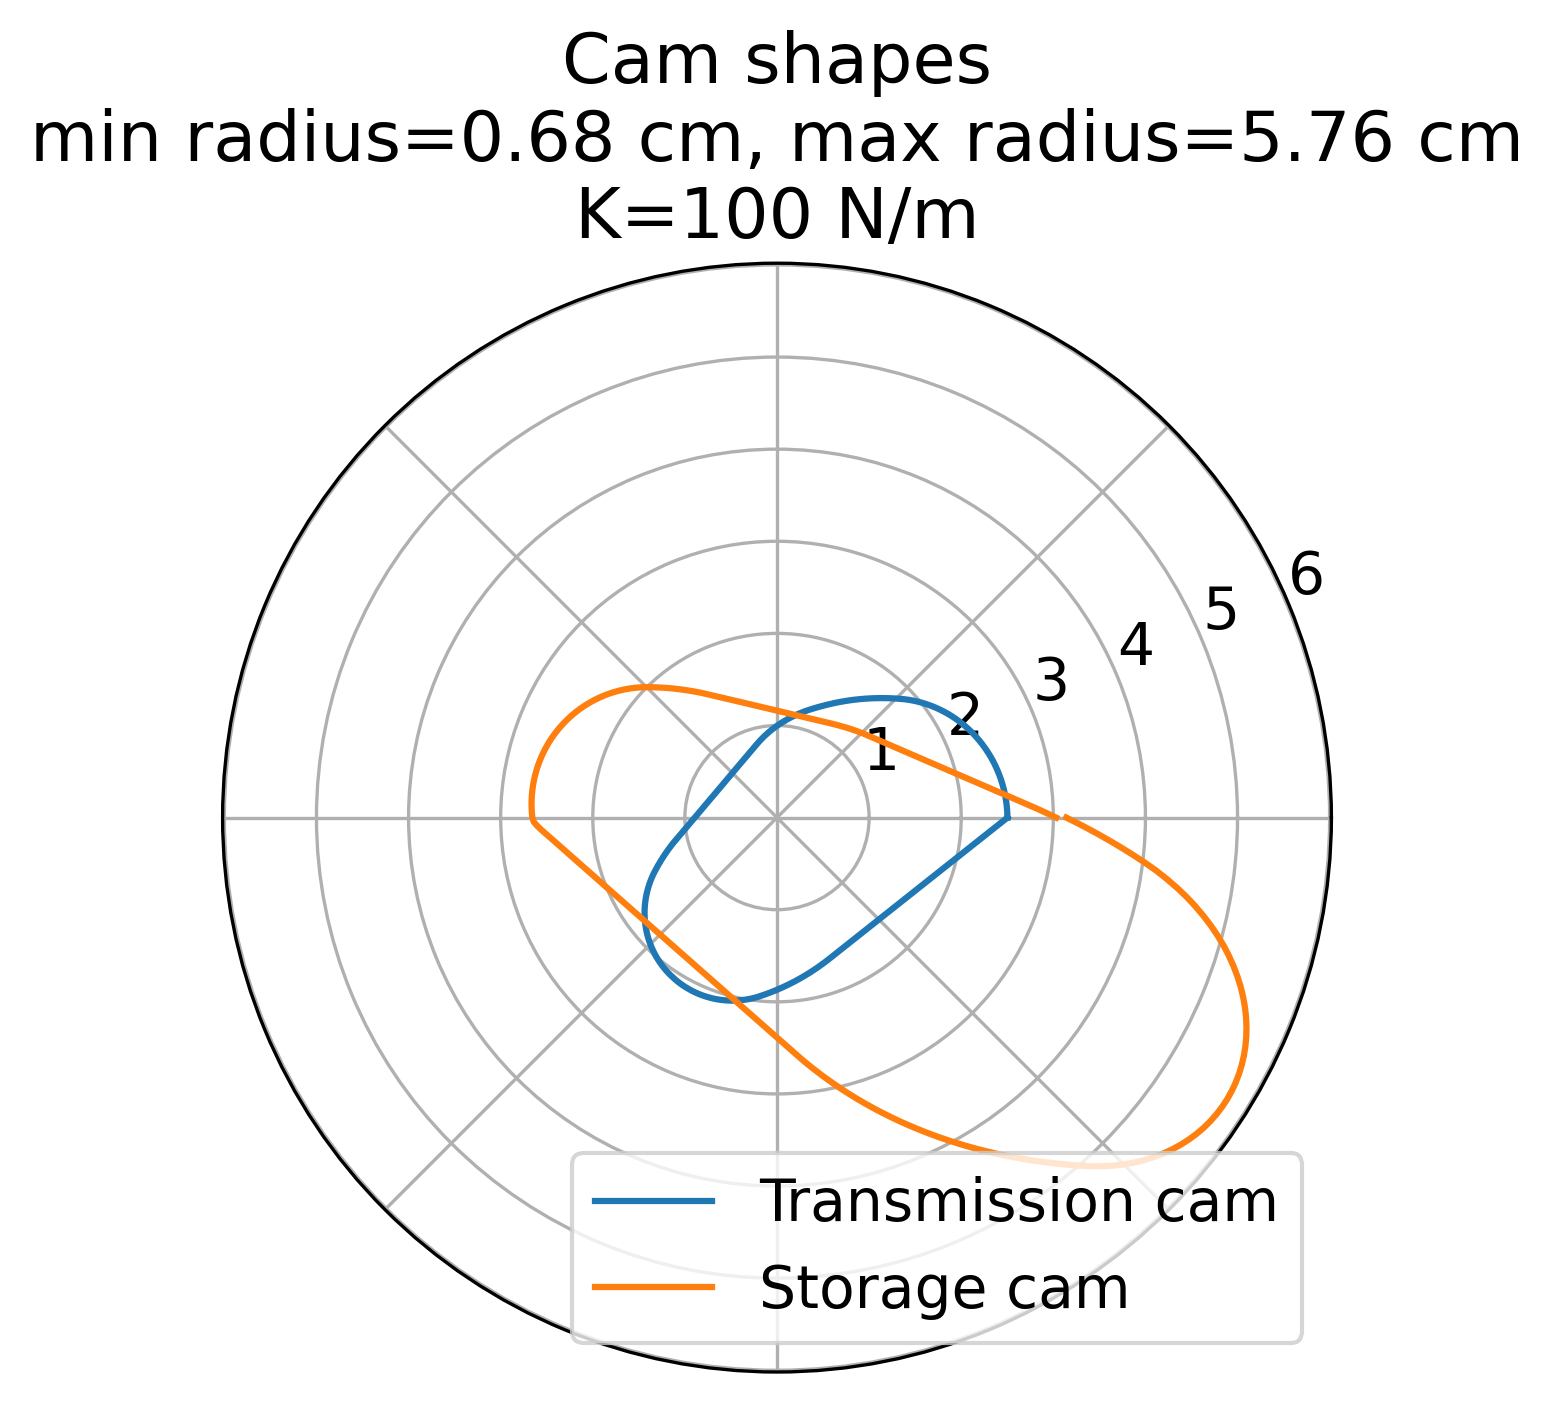 Cam shapes
min radius=0.68 cm, max radius=5.76 cm
K=100 N/m
6
5
4
3
2
1
Transmission cam
Storage cam